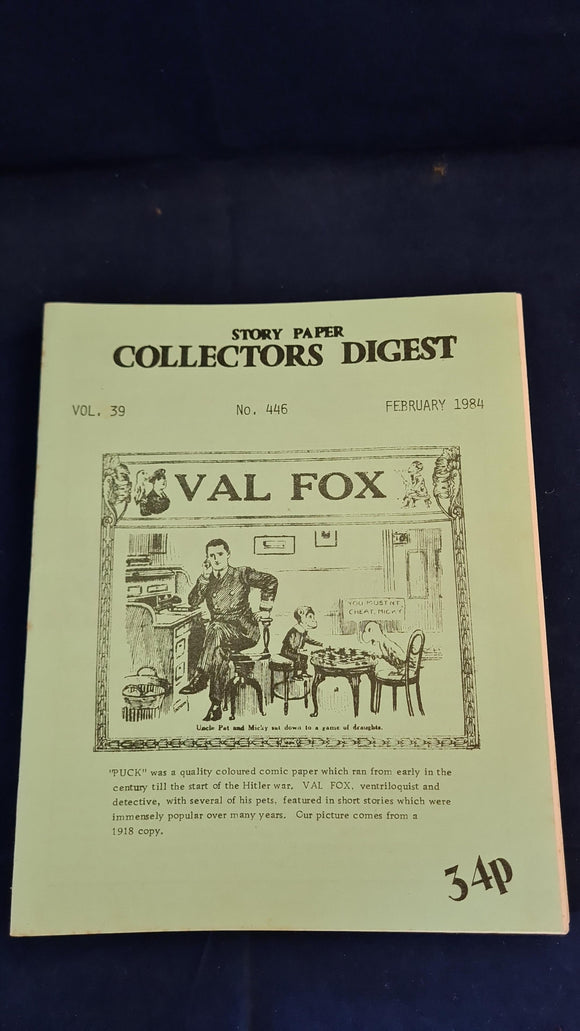 STORY PAPER
COLLECTORS DIGEST
VOL. 39 No. 446 FEBRUARY 1984
VAL FOX
YOU MUSTN'T
CHEAT, MICKY
Uncle Pat and Micky sat down to a game of draughts.
"PUCK" was a quality coloured comic paper which ran from early in the
century till the start of the Hitler war. VAL FOX, ventriloquist and
detective, with several of his pets, featured in short stories which were
immensely popular over many years. Our picture comes from a
1918 copy.
34p